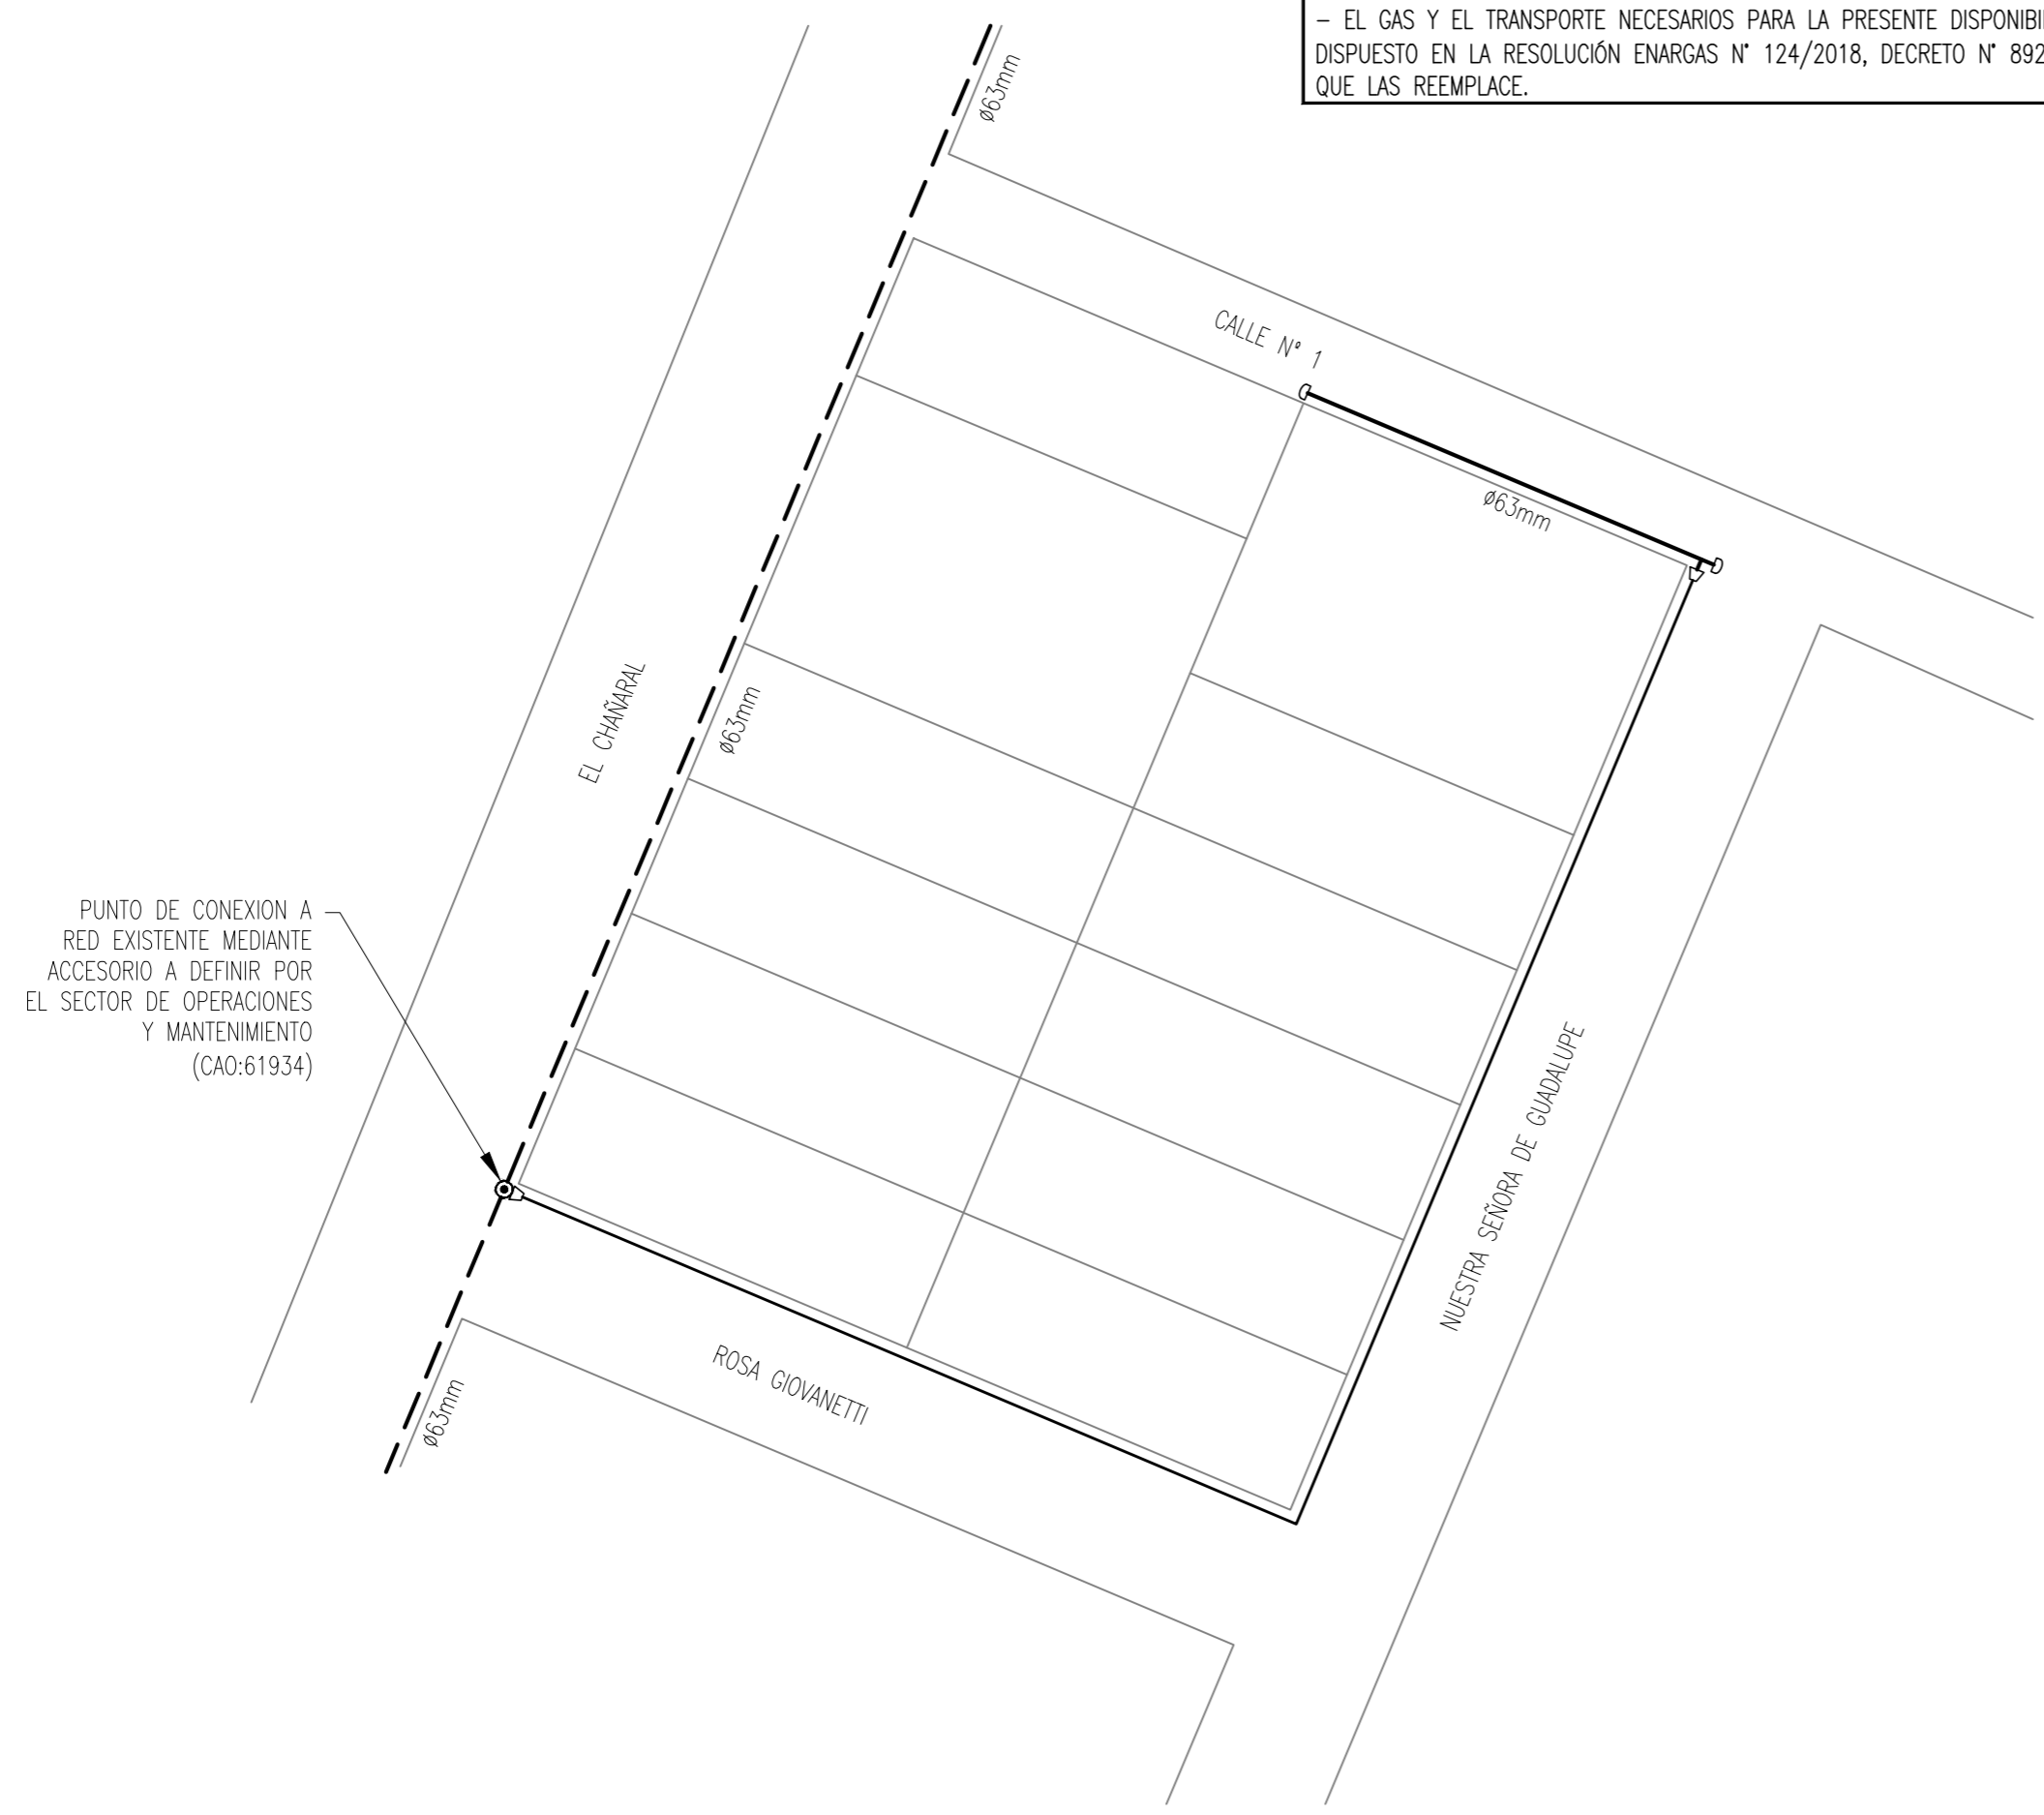 – EL GAS Y EL TRANSPORTE NECESARIOS PARA LA PRESENTE
DISPUESTO EN LA RESOLUCIÓN ENARGAS N° 124/2018, DECRETO N° 892
QUE LAS REEMPLACE.
ø63mm
CALLE N° 1
ø63mm
EL CHAÑARAL
ø63mm
PUNTO DE CONEXION A
RED EXISTENTE MEDIANTE
ACCESORIO A DEFINIR POR
EL SECTOR DE OPERACIONES
Y MANTENIMIENTO
(CAO:61934)
NUESTRA SEÑORA DE GUADALUPE
ROSA GIOVANETTI
ø63mm